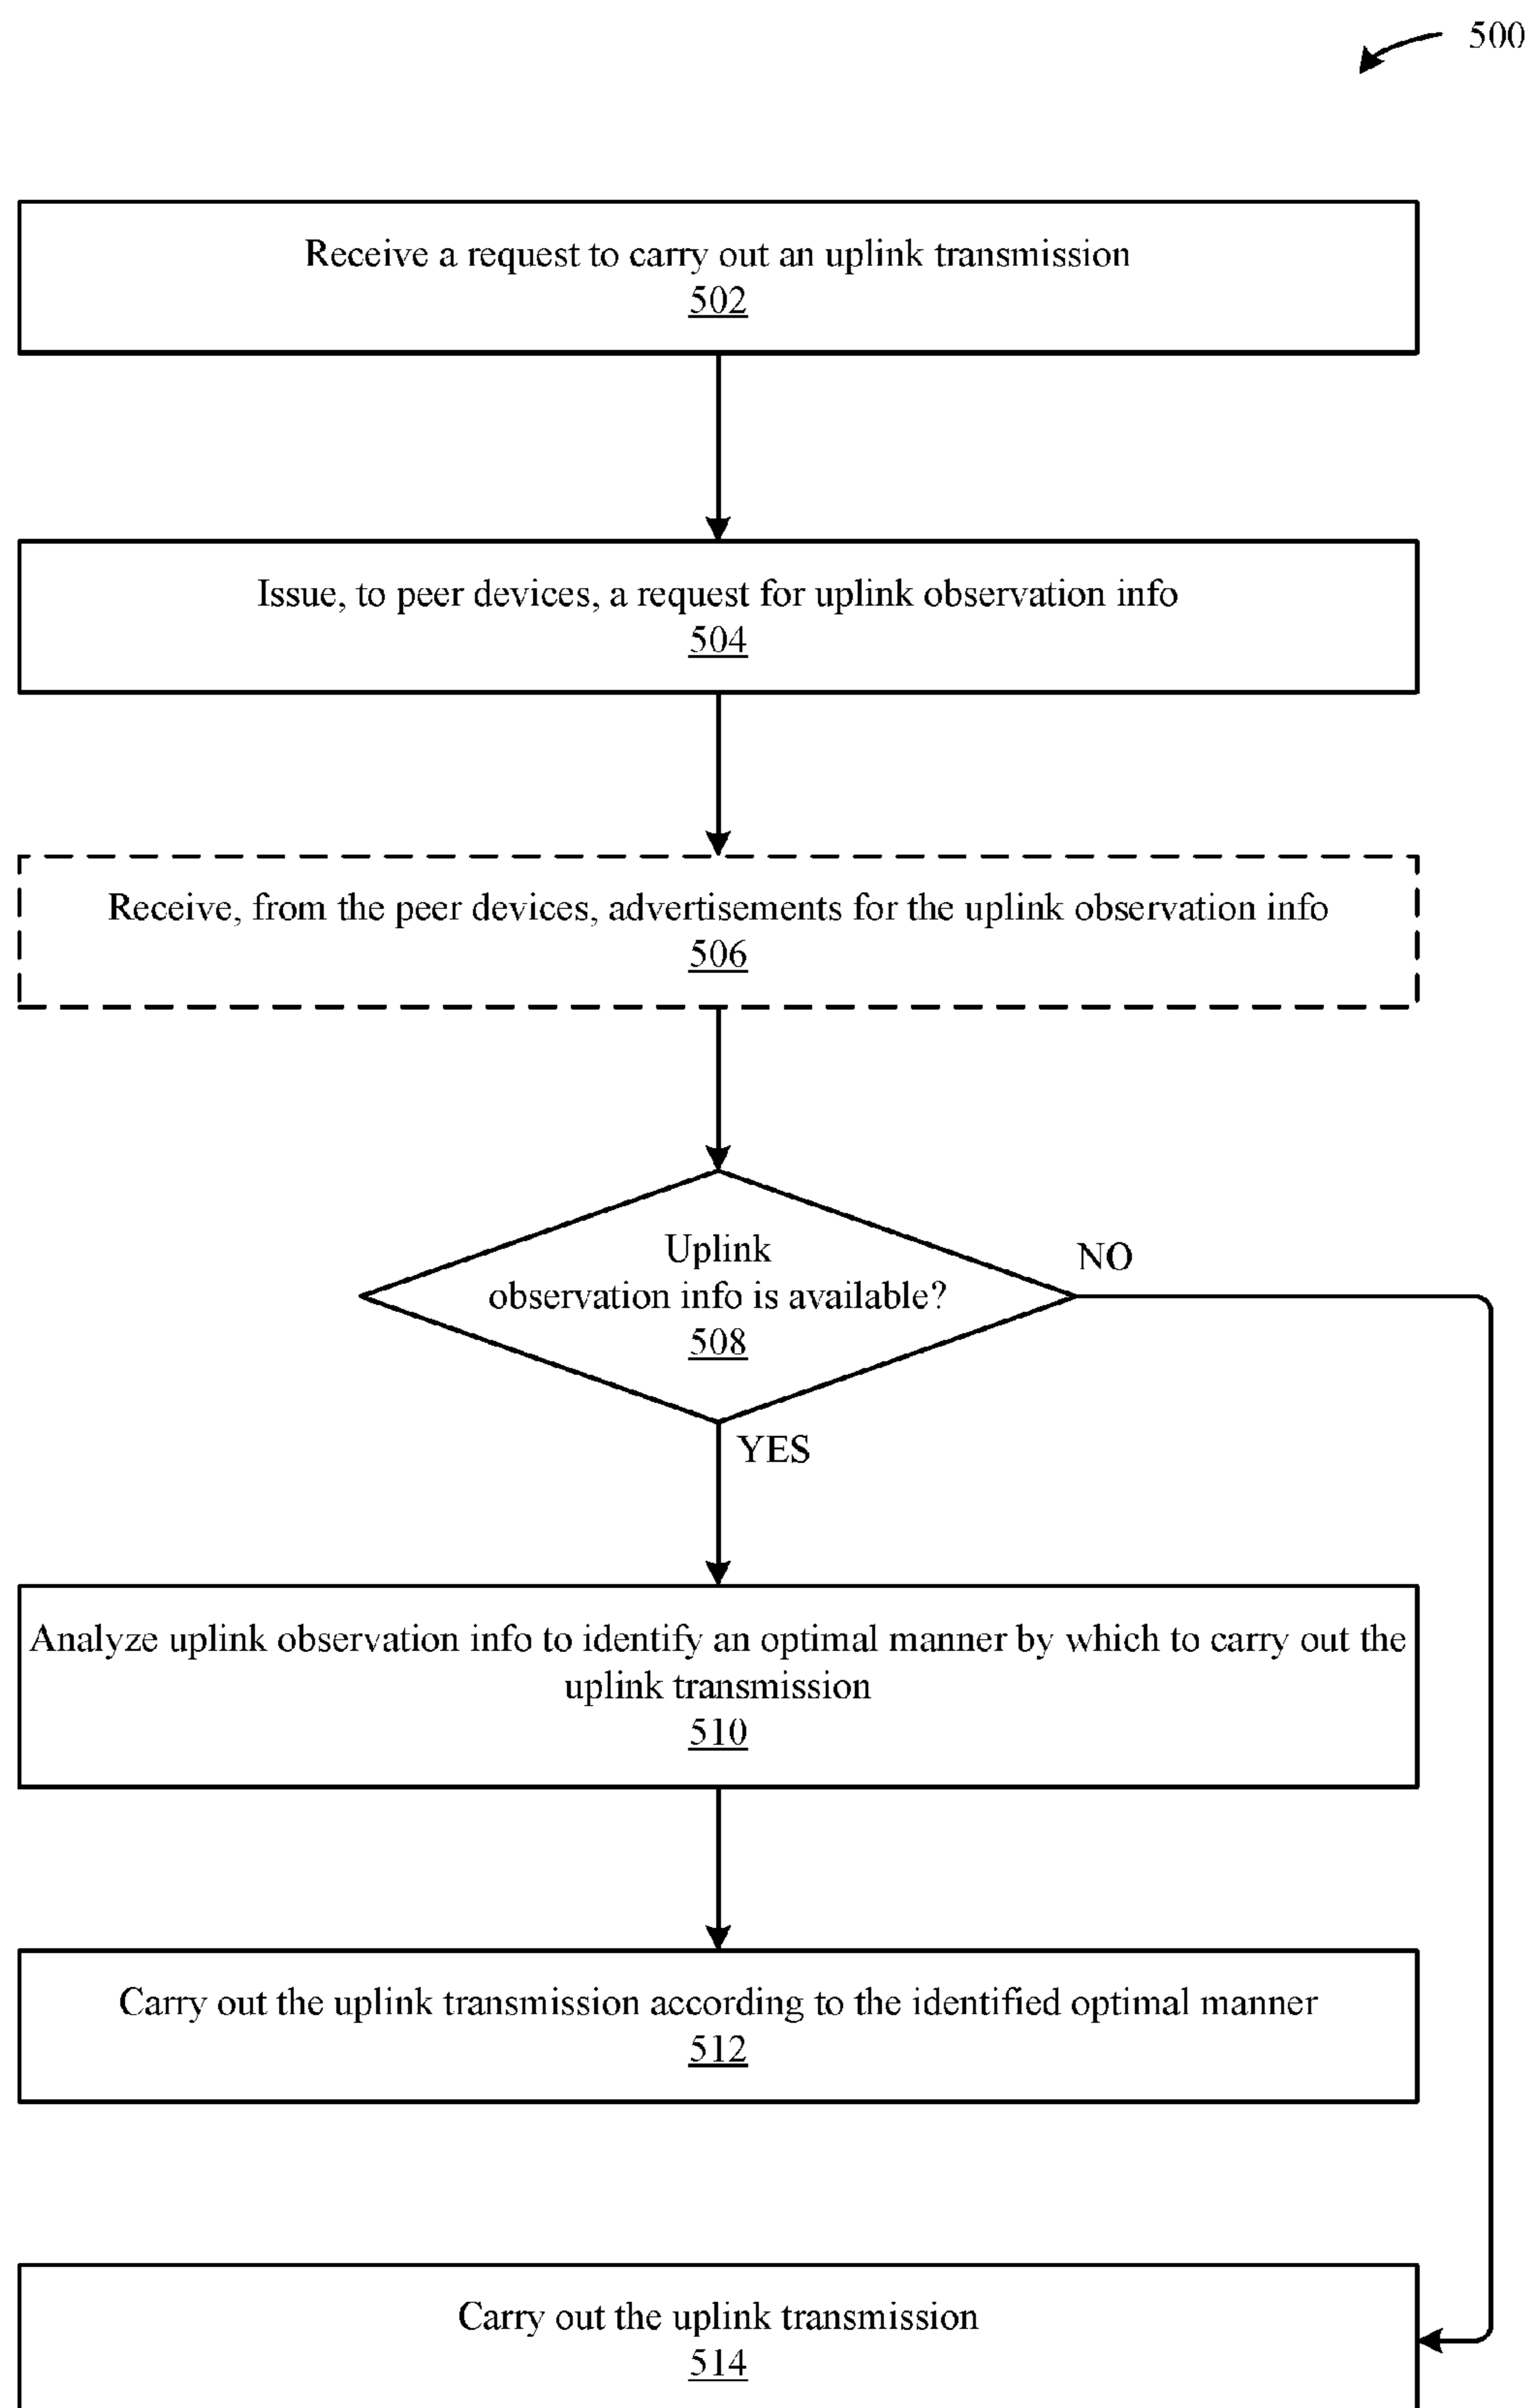 500
Receive a request to carry out an uplink transmission
502
Issue, to peer devices, a request for uplink observation info
504
Receive, from the peer devices, advertisements for the uplink observation info
506
Uplink
observation info is available?
508
NO
YES
Analyze uplink observation info to identify an optimal manner by which to carry out the
uplink transmission
510
Carry out the uplink transmission according to the identified optimal manner
512
Carry out the uplink transmission
514